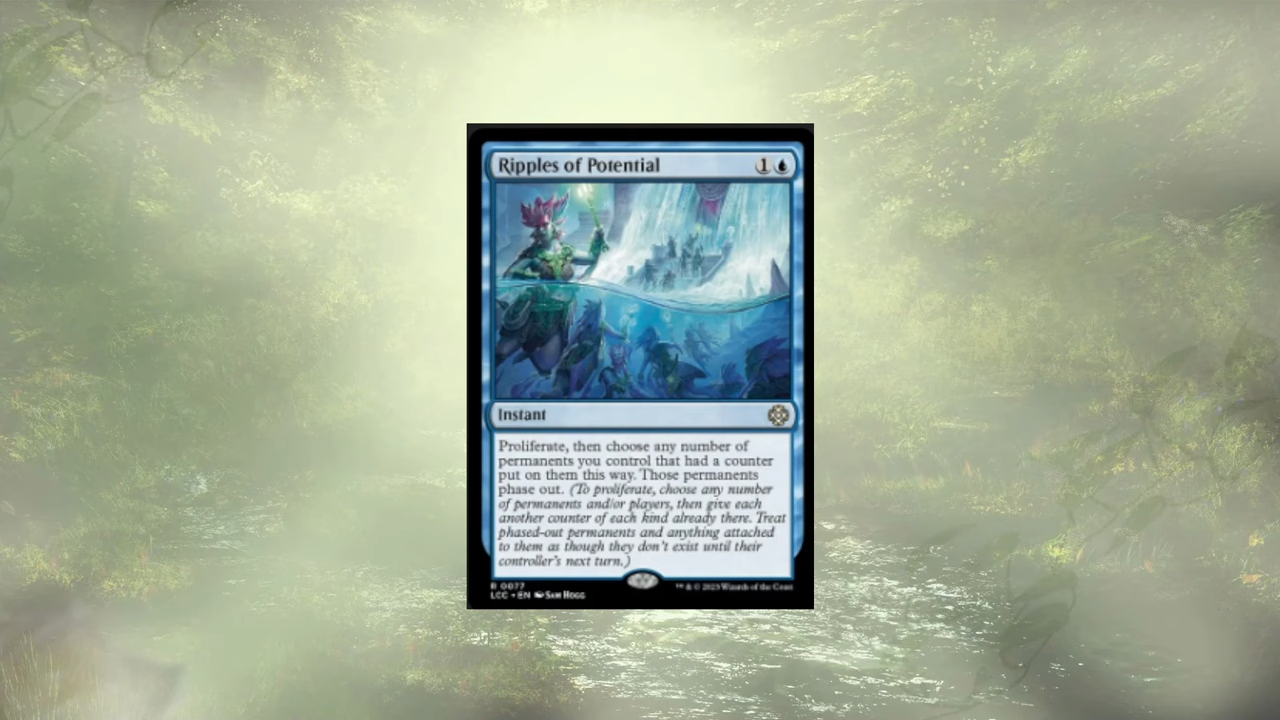 Ripples of Potential 1
Instant
Proliferate, then choose any number of
permanents you control that had a counter
put on them this way. Those permanents
phase out. (To proliferate, choose any number
of permanents and/or players, then give each
another counter of each kind already there. Treat
phased-out permanents and anything attached
to them as though they don't exist until their
controller's next turn.)
R 0077
LCC • EN Sam Hogg
™ & © 2023 Wizards of the Coast